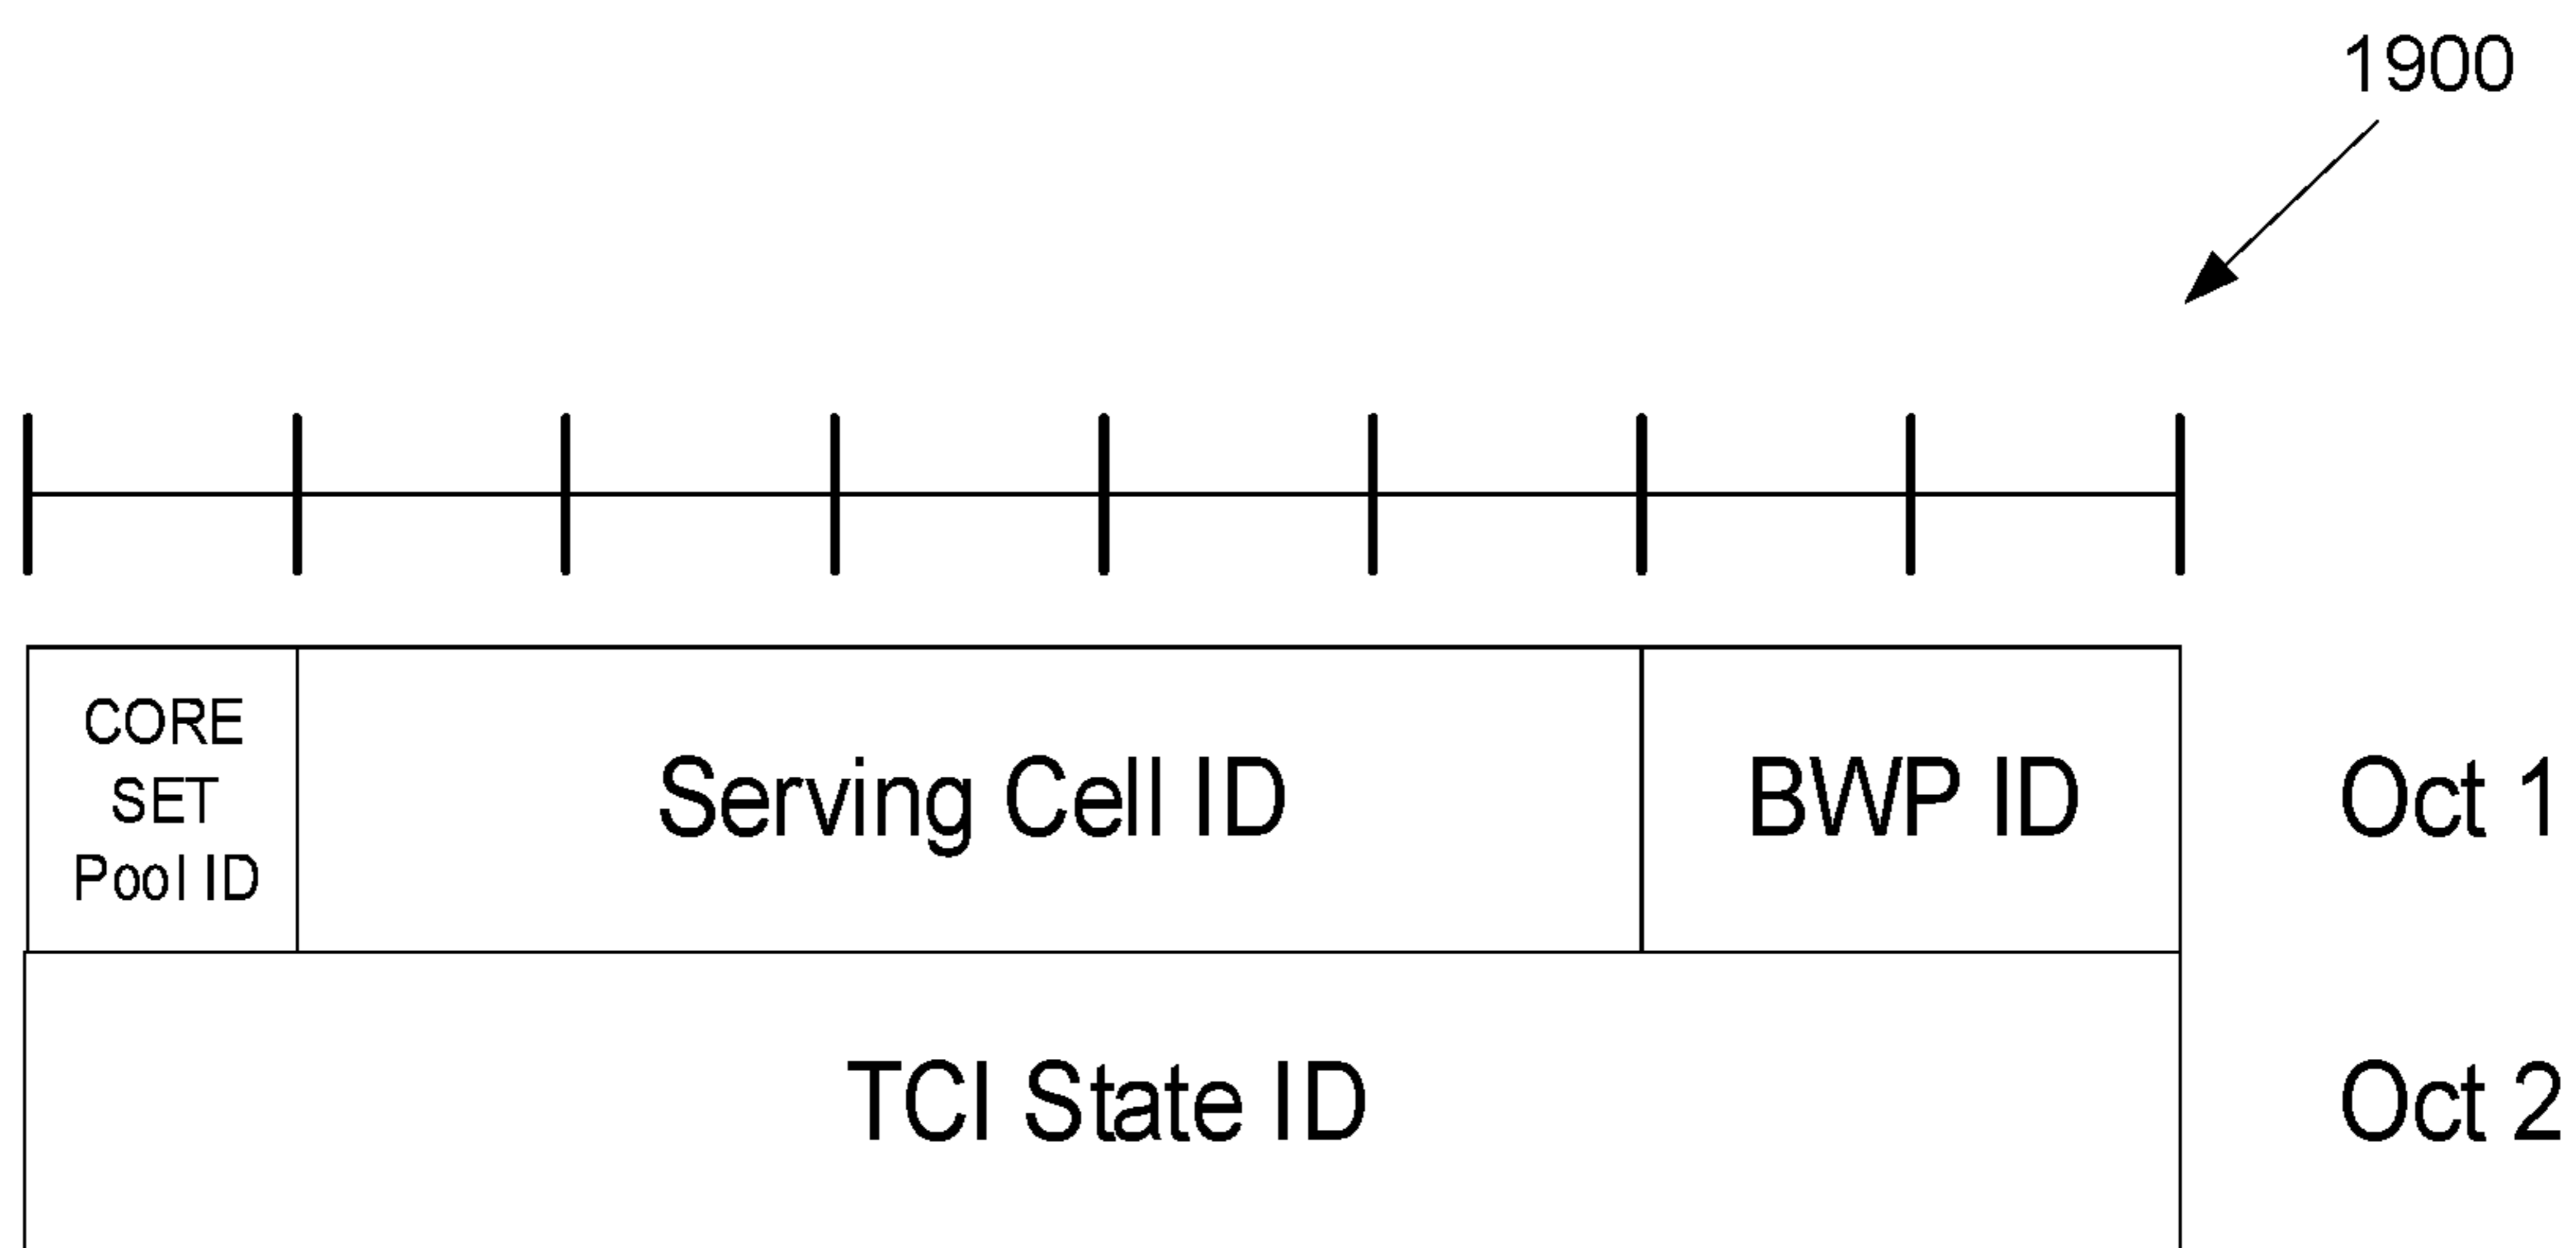 1900
CORE
SET
Pool ID
Serving Cell ID
BWP ID
Oct 1
TCI State ID
Oct 2